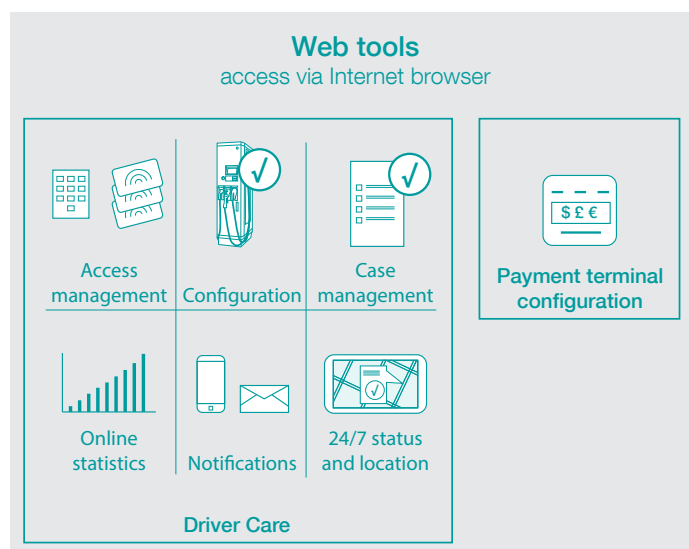 Web tools
access via Internet browser
Access
management
Configuration
Case
management
$ £ €
Payment terminal
configuration
Online
statistics
Notifications
24/7 status
and location
Driver Care